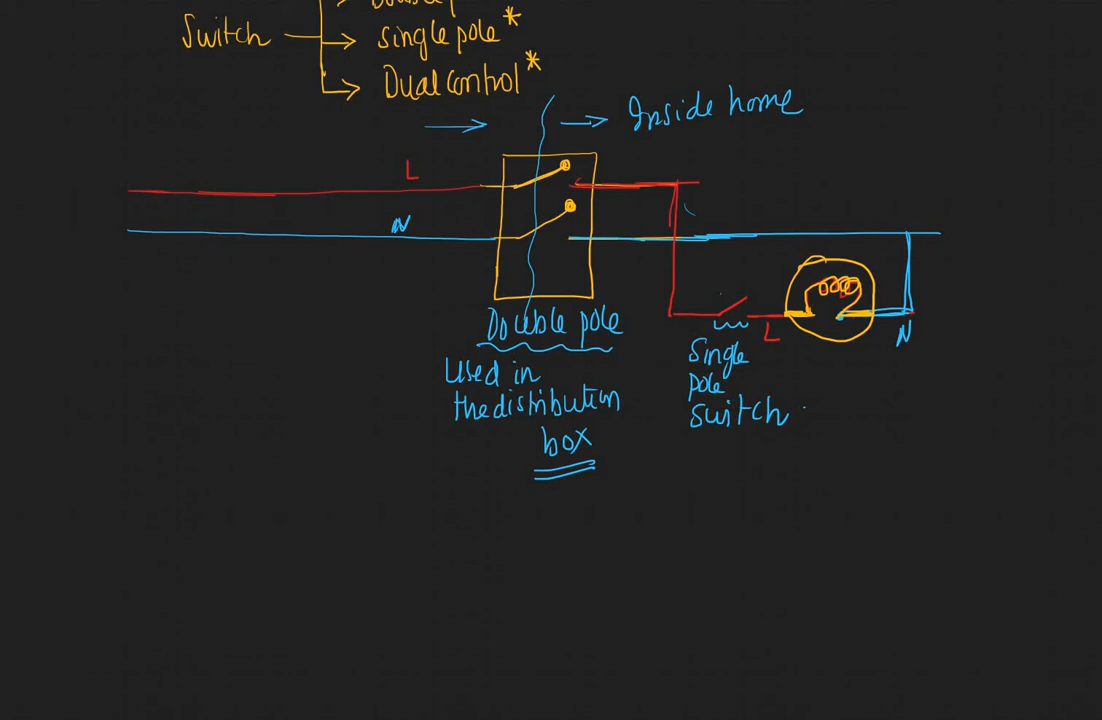 Switch
single pole*
Dual control*
Inside home
L
N
Double pole
Used in
the distribution
box
L
N
Single
pole
switch